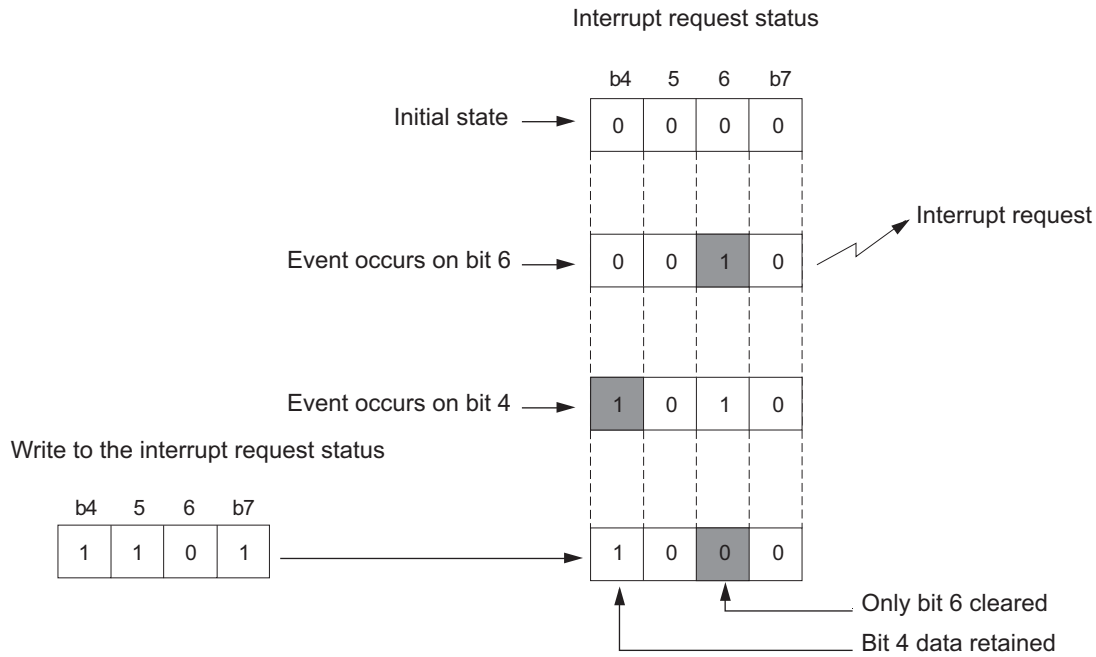 Interrupt request status
b4 5 6 b7
Initial state
0 0 0 0
Interrupt request
Event occurs on bit 6
0 0 1 0
Event occurs on bit 4
1 0 1 0
Write to the interrupt request status
b4 5 6 b7
1 1 0 1
1 0 0 0
Only bit 6 cleared
Bit 4 data retained